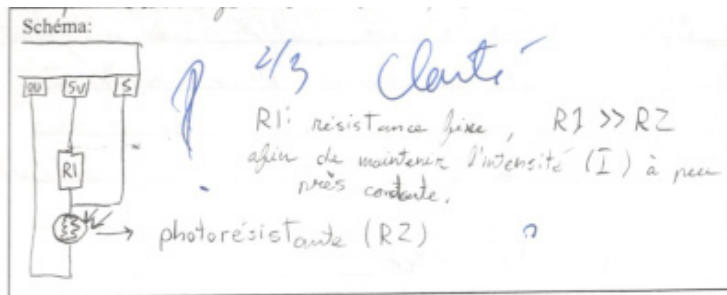 Schéma:
2/3 Clarté
0V 5V S
R1: résistance fixe, R1 >> R2
afin de maintenir l'intensité (I) à peu
près constante.
R1
photorésistante (R2)